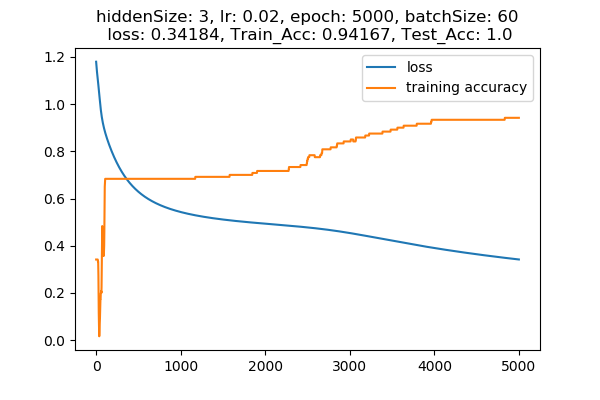 hiddenSize: 3, lr: 0.02, epoch: 5000, batchSize: 60
loss: 0.34184, Train_Acc: 0.94167, Test_Acc: 1.0
loss
training accuracy
1.2
1.0
0.8
0.6
0.4
0.2
0.0
0 1000 2000 3000 4000 5000